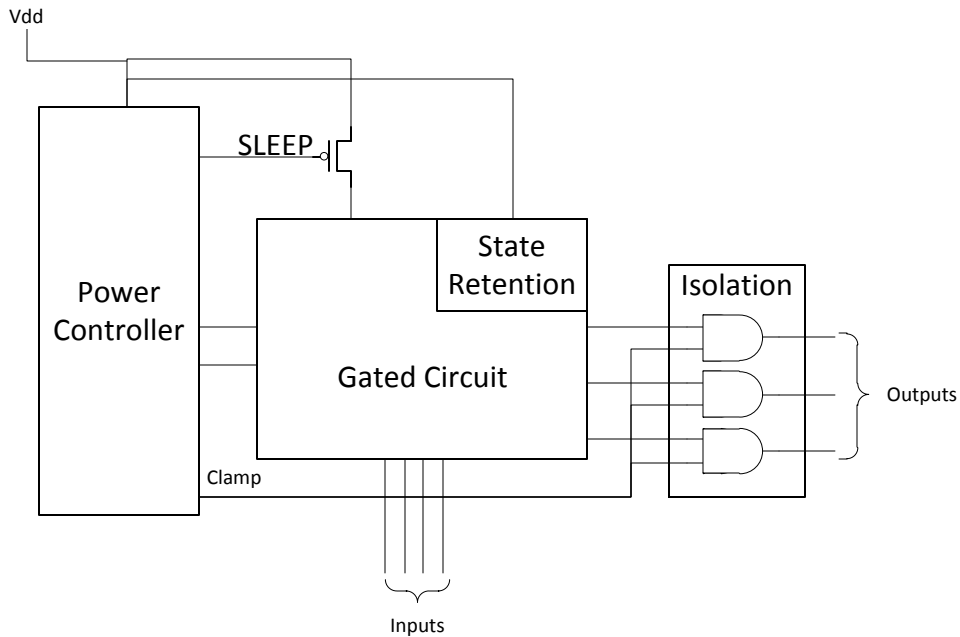 Vdd
SLEEP
State
Retention
Isolation
Power
Controller
Gated Circuit
Outputs
Clamp
Inputs